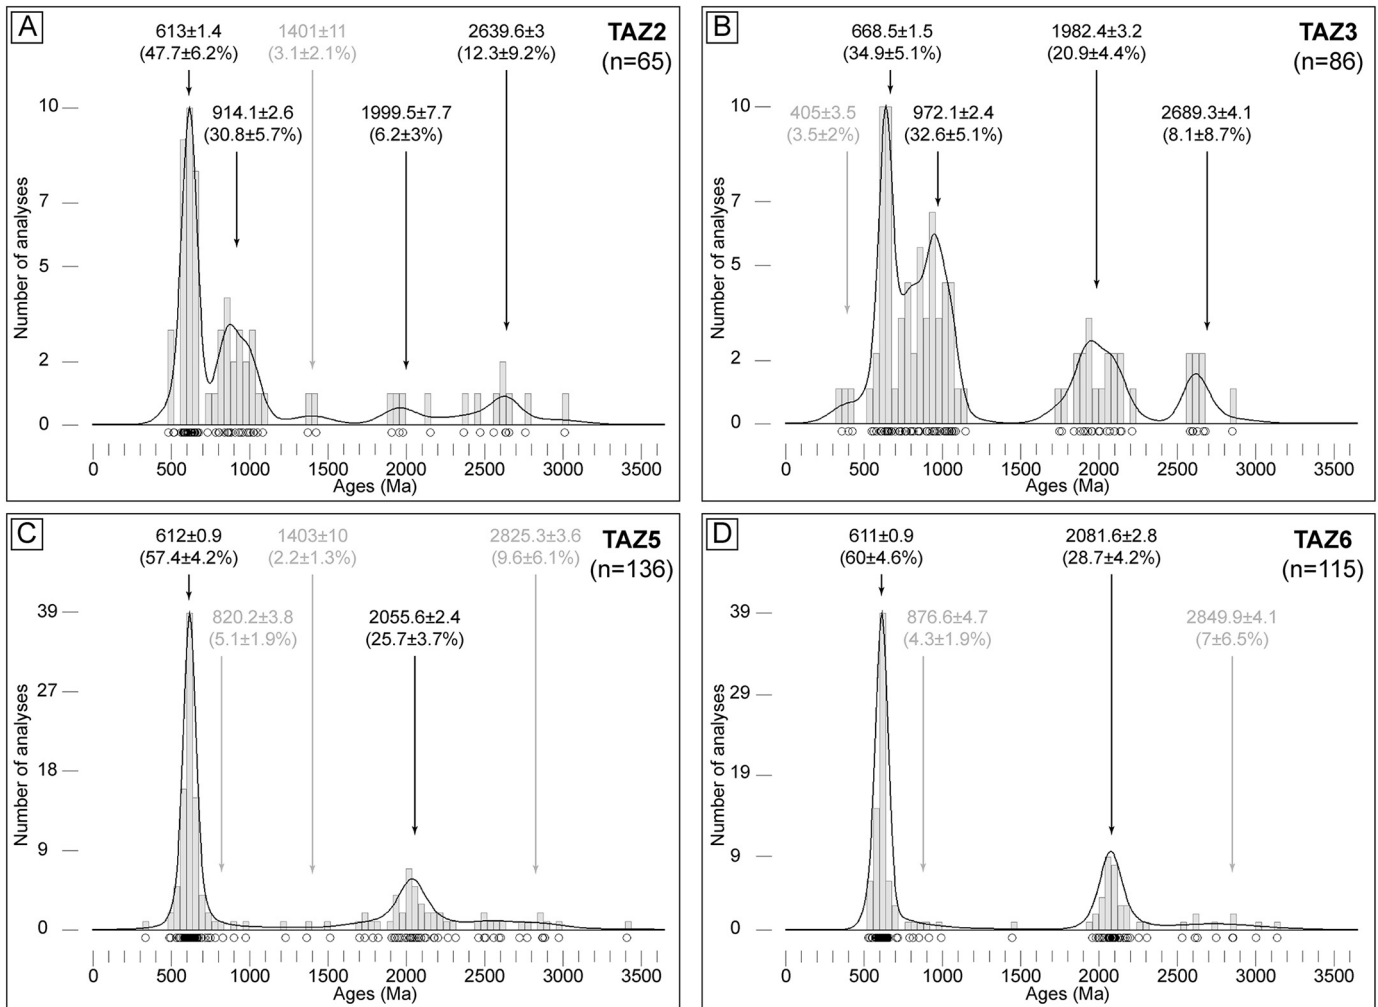 A
613±1.4
(47.7±6.2%)
1401±11
(3.1±2.1%)
2639.6±3
(12.3±9.2%)
TAZ2
(n=65)
914.1±2.6
(30.8±5.7%)
1999.5±7.7
(6.2±3%)
Number of analyses
10
7
5
2
0
0 500 1000 1500 2000 2500 3000 3500
Ages (Ma)
B
668.5±1.5
(34.9±5.1%)
1982.4±3.2
(20.9±4.4%)
TAZ3
(n=86)
405±3.5
(3.5±2%)
972.1±2.4
(32.6±5.1%)
2689.3±4.1
(8.1±8.7%)
Number of analyses
10
7
5
2
0
0 500 1000 1500 2000 2500 3000 3500
Ages (Ma)
C
612±0.9
(57.4±4.2%)
1403±10
(2.2±1.3%)
2825.3±3.6
(9.6±6.1%)
TAZ5
(n=136)
820.2±3.8
(5.1±1.9%)
2055.6±2.4
(25.7±3.7%)
Number of analyses
39
27
18
9
0
0 500 1000 1500 2000 2500 3000 3500
Ages (Ma)
D
611±0.9
(60±4.6%)
2081.6±2.8
(28.7±4.2%)
TAZ6
(n=115)
876.6±4.7
(4.3±1.9%)
2849.9±4.1
(7±6.5%)
Number of analyses
39
29
19
9
0
0 500 1000 1500 2000 2500 3000 3500
Ages (Ma)